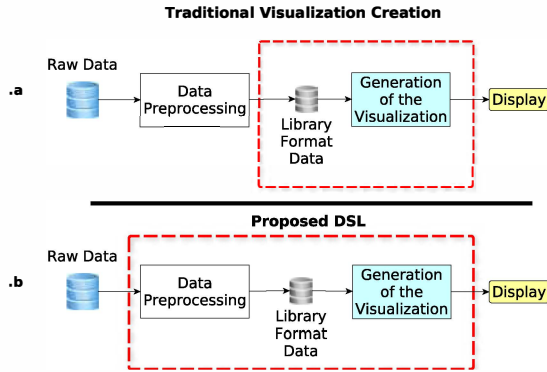 Traditional Visualization Creation
.a
Raw Data
Data
Preprocessing
Library
Format
Data
Generation
of the
Visualization
Display
Proposed DSL
.b
Raw Data
Data
Preprocessing
Library
Format
Data
Generation
of the
Visualization
Display